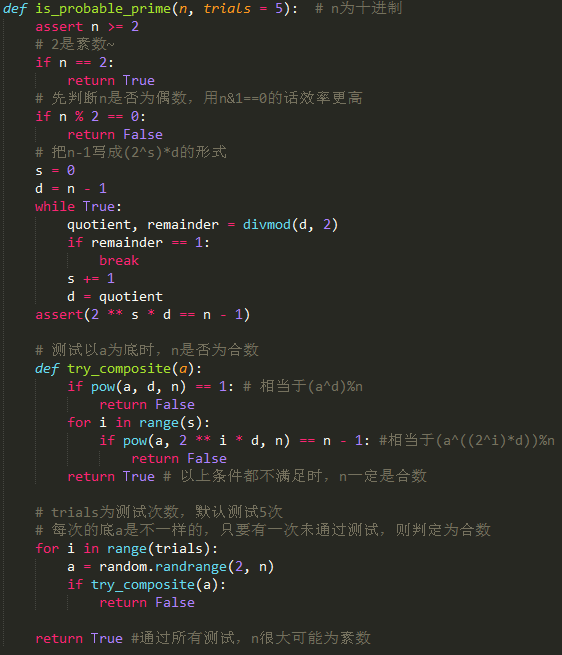 def is_probable_prime(n, trials = 5):  # n为十进制
    assert n >= 2
    # 2是素数~
    if n == 2:
        return True
    # 先判断n是否为偶数，用n&1==0的话效率更高
    if n % 2 == 0:
        return False
    # 把n-1写成(2^s)*d的形式
    s = 0
    d = n - 1
    while True:
        quotient, remainder = divmod(d, 2)
        if remainder == 1:
            break
        s += 1
        d = quotient
    assert(2 ** s * d == n - 1)

    # 测试以a为底时，n是否为合数
    def try_composite(a):
        if pow(a, d, n) == 1: # 相当于(a^d)%n
            return False
        for i in range(s):
            if pow(a, 2 ** i * d, n) == n - 1: #相当于(a^((2^i)*d))%n
                return False
        return True # 以上条件都不满足时，n一定是合数

    # trials为测试次数，默认测试5次
    # 每次的底a是不一样的，只要有一次未通过测试，则判定为合数
    for i in range(trials):
        a = random.randrange(2, n)
        if try_composite(a):
            return False

    return True #通过所有测试，n很大可能为素数